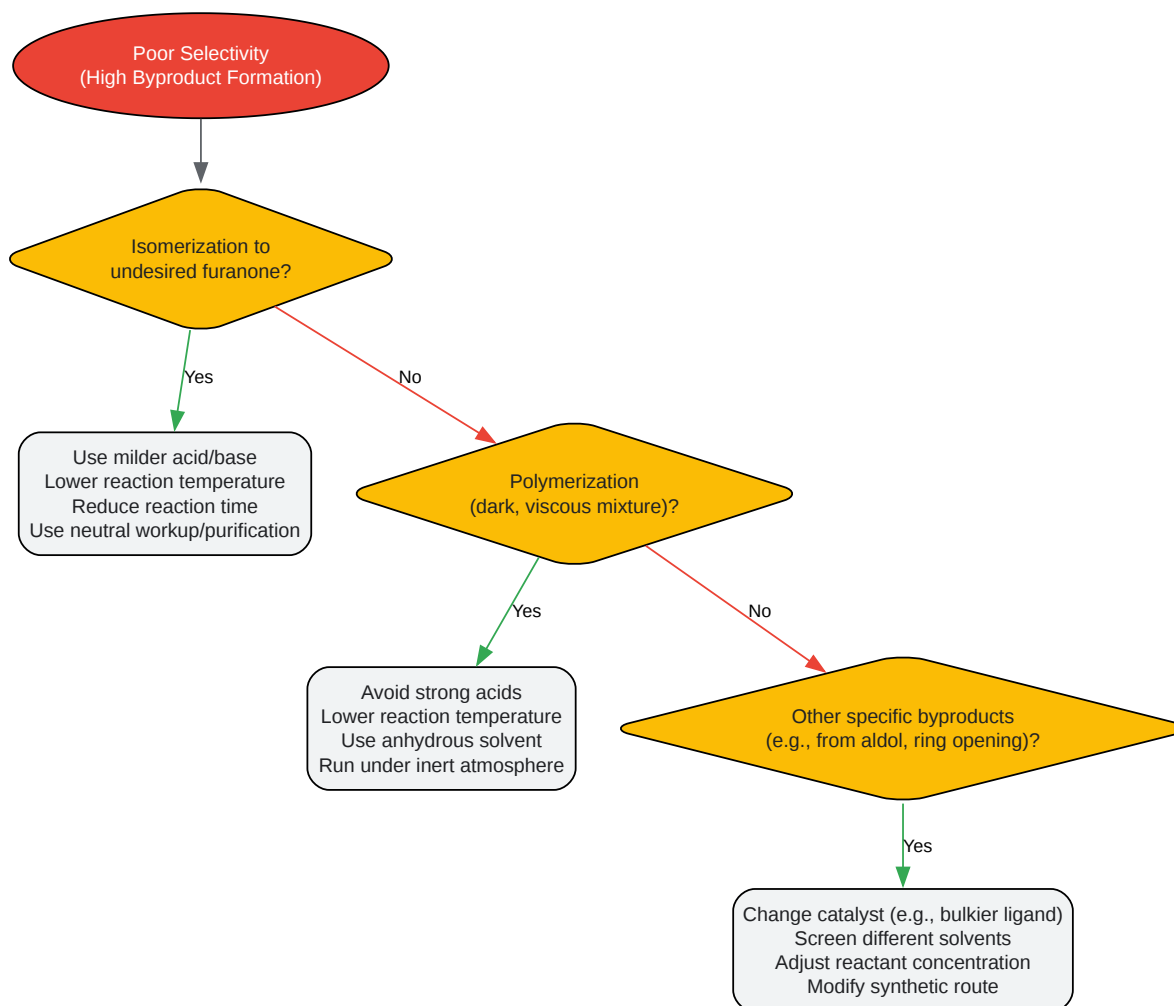 Poor Selectivity
(High Byproduct Formation)
Isomerization to
undesired furanone?
Yes
No
Use milder acid/base
Lower reaction temperature
Reduce reaction time
Use neutral workup/purification
Polymerization
(dark, viscous mixture)?
Yes
No
Avoid strong acids
Lower reaction temperature
Use anhydrous solvent
Run under inert atmosphere
Other specific byproducts
(e.g., from aldol, ring opening)?
Yes
Change catalyst (e.g., bulkier ligand)
Screen different solvents
Adjust reactant concentration
Modify synthetic route